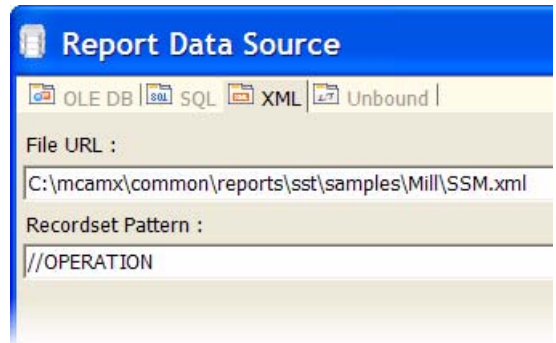 Report Data Source
OLE DB SQL XML Unbound
File URL :
C:\mcamx\common\reports\sst\samples\Mill\SSM.xml
Recordset Pattern :
//OPERATION